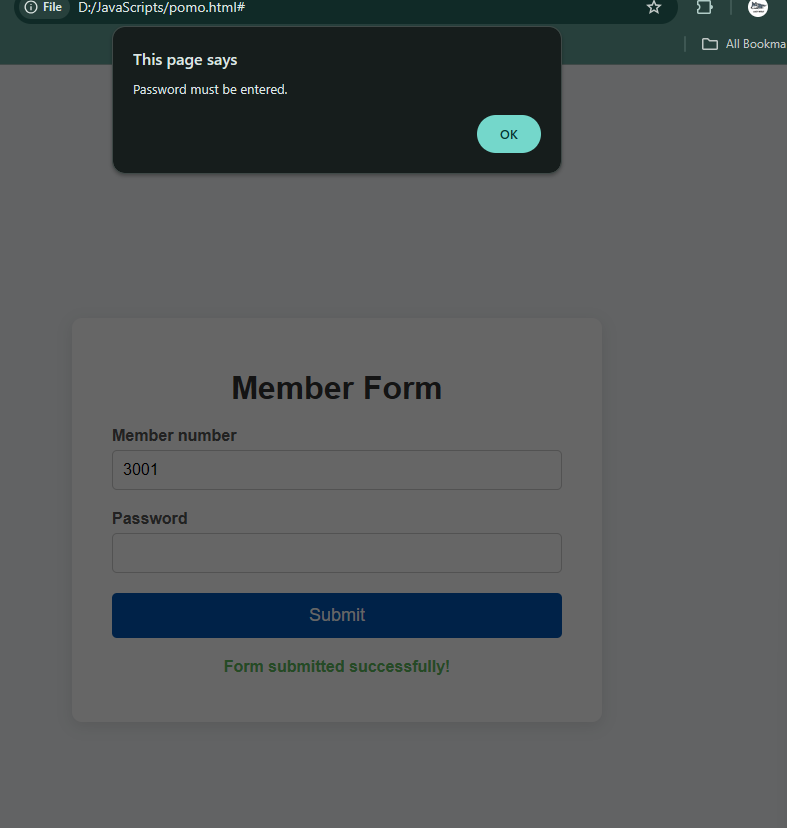 File D:/JavaScripts/pomo.html#
All Bookma
This page says
Password must be entered.
OK
Member Form
Member number
3001
Password
Submit
Form submitted successfully!